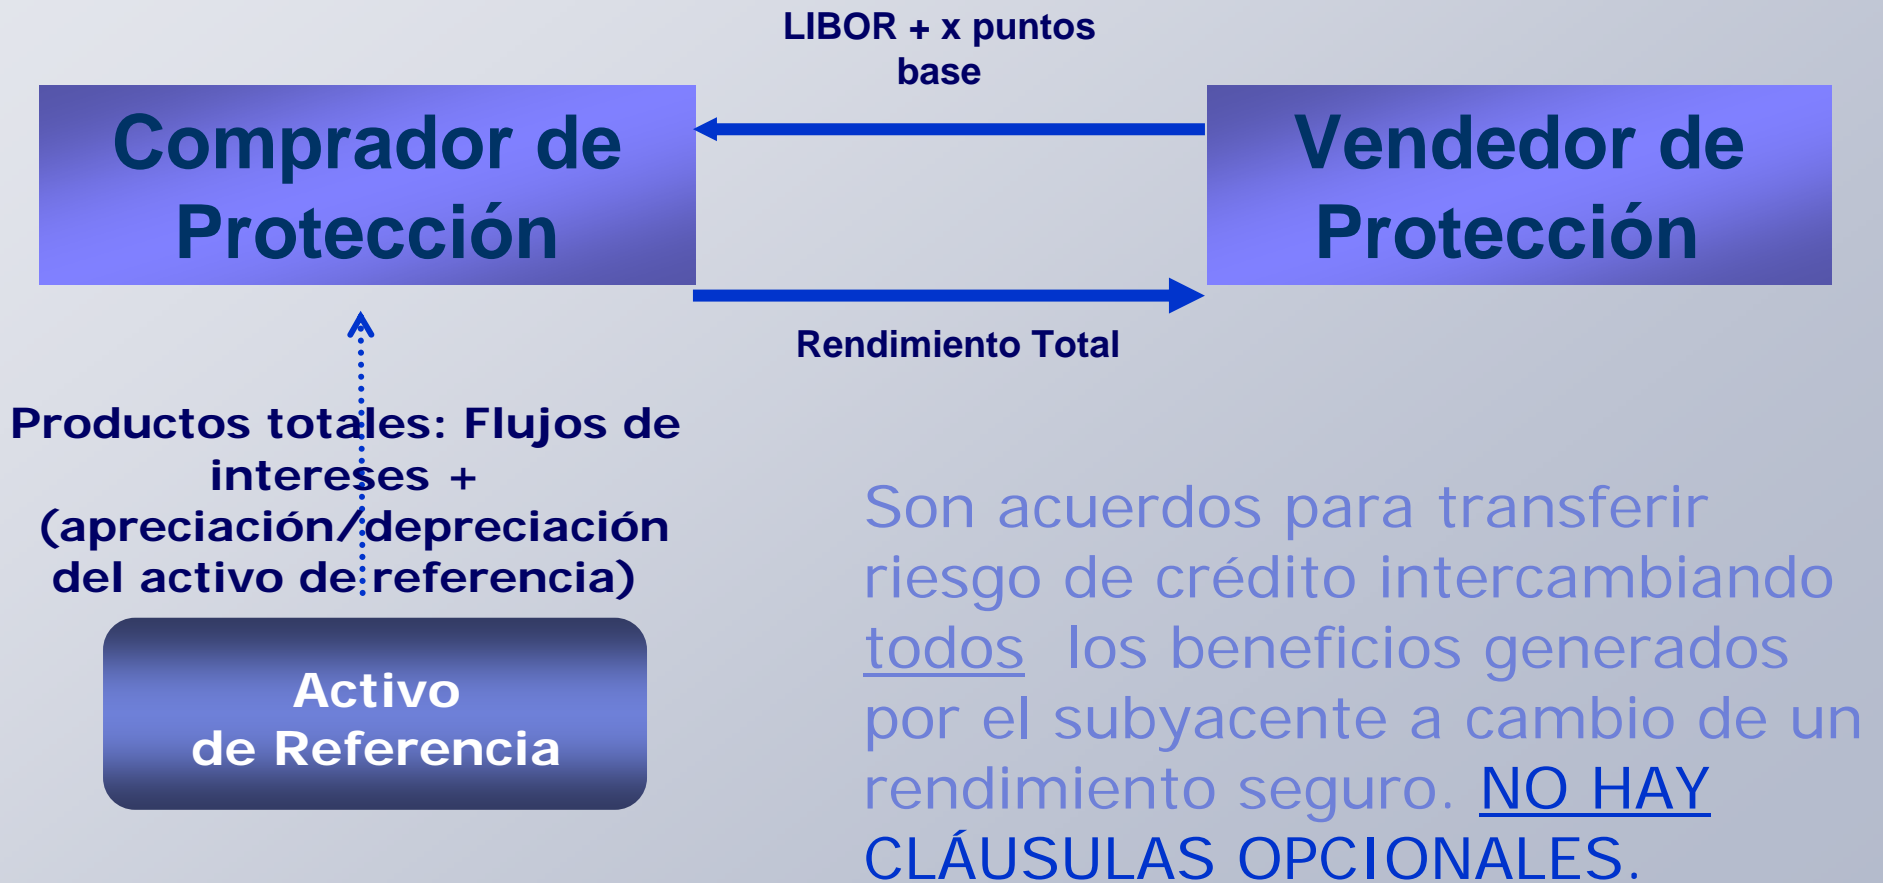 LIBOR + x puntos
base
Comprador de
Protección
Vendedor de
Protección
Rendimiento Total
Productos totales: Flujos de
intereses +
(apreciación/depreciación
del activo de referencia)
Activo
de Referencia
Son acuerdos para transferir
riesgo de crédito intercambiando
todos los beneficios generados
por el subyacente a cambio de un
rendimiento seguro. NO HAY
CLÁUSULAS OPCIONALES.